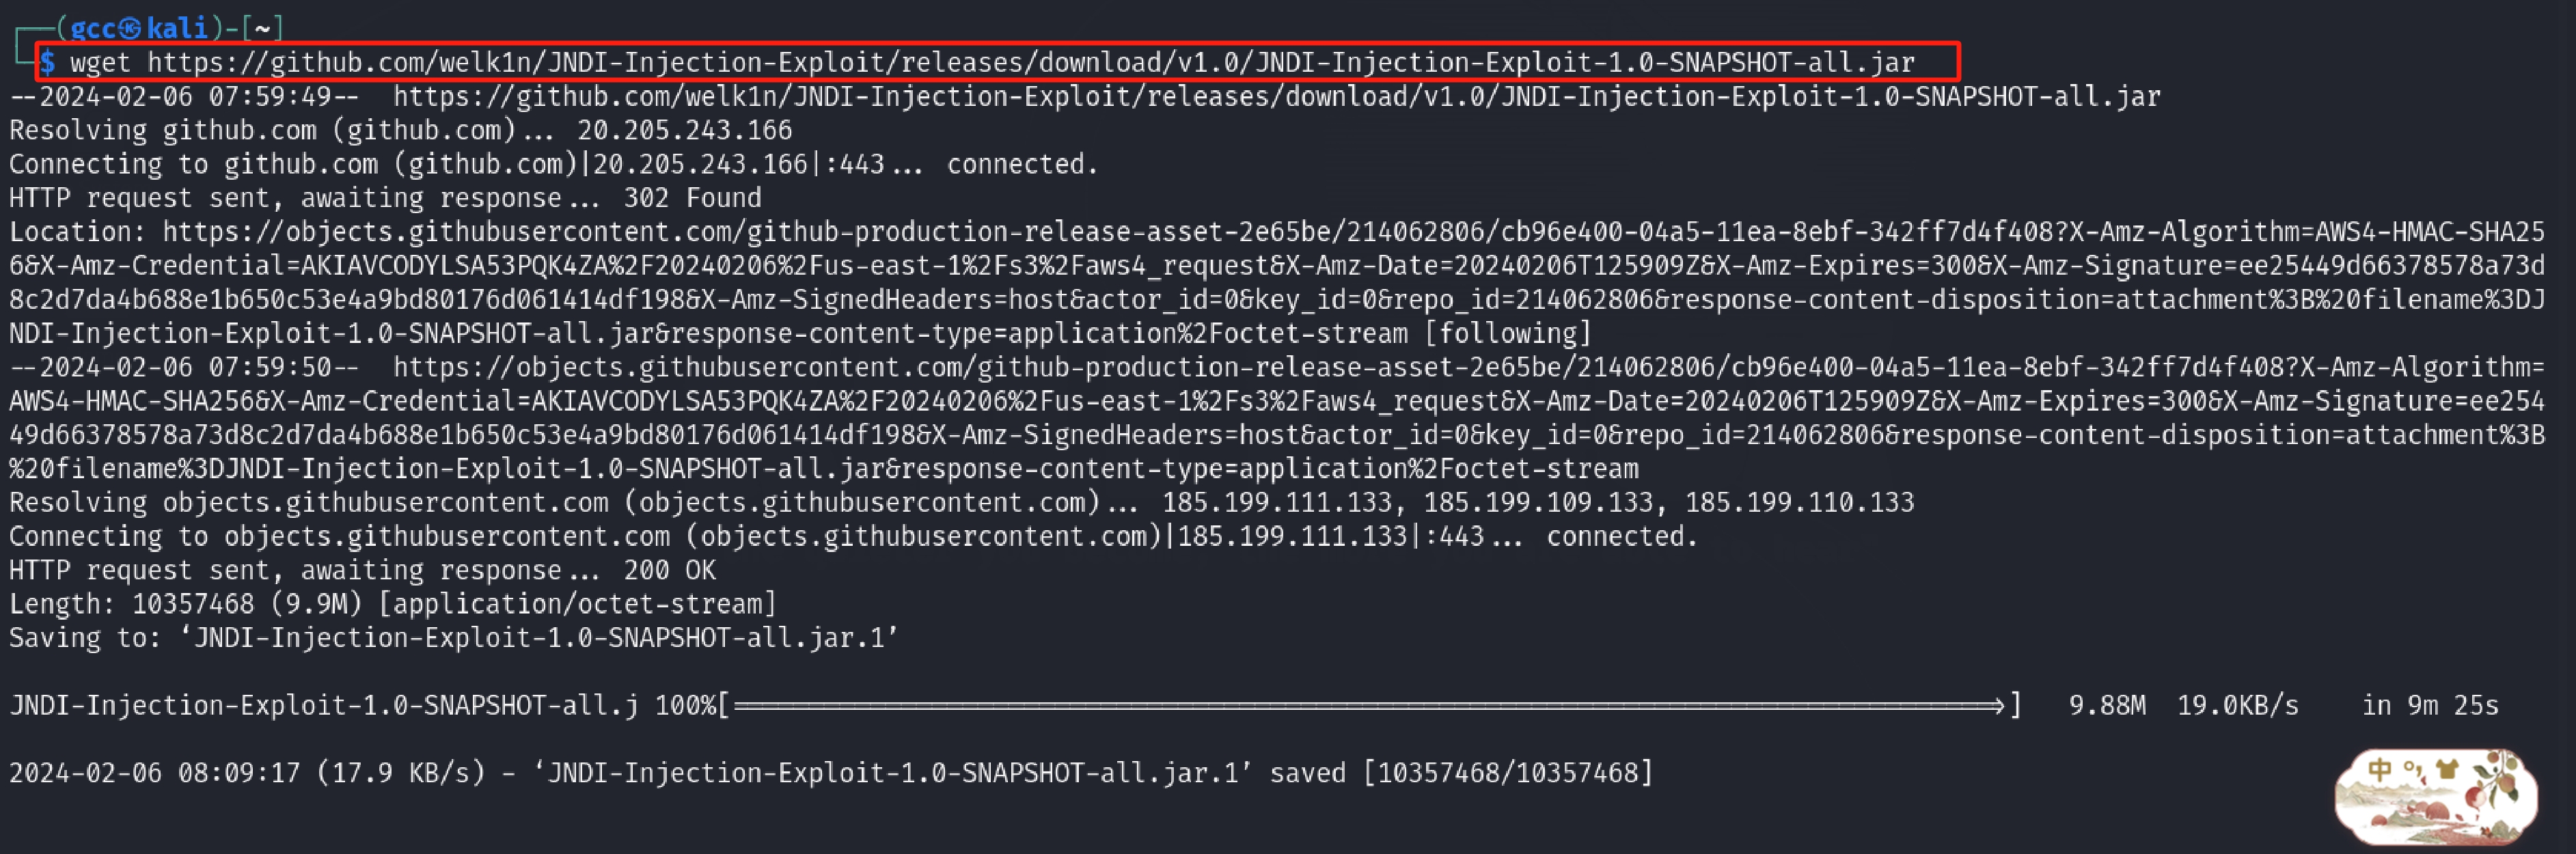 (gcc㉿kali)-[~]
$ wget https://github.com/welk1n/JNDI-Injection-Exploit/releases/download/v1.0/JNDI-Injection-Exploit-1.0-SNAPSHOT-all.jar
--2024-02-06 07:59:49--  https://github.com/welk1n/JNDI-Injection-Exploit/releases/download/v1.0/JNDI-Injection-Exploit-1.0-SNAPSHOT-all.jar
Resolving github.com (github.com)... 20.205.243.166
Connecting to github.com (github.com)|20.205.243.166|:443... connected.
HTTP request sent, awaiting response... 302 Found
Location: https://objects.githubusercontent.com/github-production-release-asset-2e65be/214062806/cb96e400-04a5-11ea-8ebf-342ff7d4f408?X-Amz-Algorithm=AWS4-HMAC-SHA25
6&X-Amz-Credential=AKIAVCODYLSA53PQK4ZA%2F20240206%2Fus-east-1%2Fs3%2Faws4_request&X-Amz-Date=20240206T125909Z&X-Amz-Expires=300&X-Amz-Signature=ee25449d66378578a73d
8c2d7da4b688e1b650c53e4a9bd80176d061414df198&X-Amz-SignedHeaders=host&actor_id=0&key_id=0&repo_id=214062806&response-content-disposition=attachment%3B%20filename%3DJ
NDI-Injection-Exploit-1.0-SNAPSHOT-all.jar&response-content-type=application%2Foctet-stream [following]
--2024-02-06 07:59:50--  https://objects.githubusercontent.com/github-production-release-asset-2e65be/214062806/cb96e400-04a5-11ea-8ebf-342ff7d4f408?X-Amz-Algorithm=
AWS4-HMAC-SHA256&X-Amz-Credential=AKIAVCODYLSA53PQK4ZA%2F20240206%2Fus-east-1%2Fs3%2Faws4_request&X-Amz-Date=20240206T125909Z&X-Amz-Expires=300&X-Amz-Signature=ee254
49d66378578a73d8c2d7da4b688e1b650c53e4a9bd80176d061414df198&X-Amz-SignedHeaders=host&actor_id=0&key_id=0&repo_id=214062806&response-content-disposition=attachment%3B
%20filename%3DJNDI-Injection-Exploit-1.0-SNAPSHOT-all.jar&response-content-type=application%2Foctet-stream
Resolving objects.githubusercontent.com (objects.githubusercontent.com)... 185.199.111.133, 185.199.109.133, 185.199.110.133
Connecting to objects.githubusercontent.com (objects.githubusercontent.com)|185.199.111.133|:443... connected.
HTTP request sent, awaiting response... 200 OK
Length: 10357468 (9.9M) [application/octet-stream]
Saving to: ‘JNDI-Injection-Exploit-1.0-SNAPSHOT-all.jar.1’
JNDI-Injection-Exploit-1.0-SNAPSHOT-all.j 100%[===================================>]   9.88M  19.0KB/s    in 9m 25s
2024-02-06 08:09:17 (17.9 KB/s) - ‘JNDI-Injection-Exploit-1.0-SNAPSHOT-all.jar.1’ saved [10357468/10357468]
中